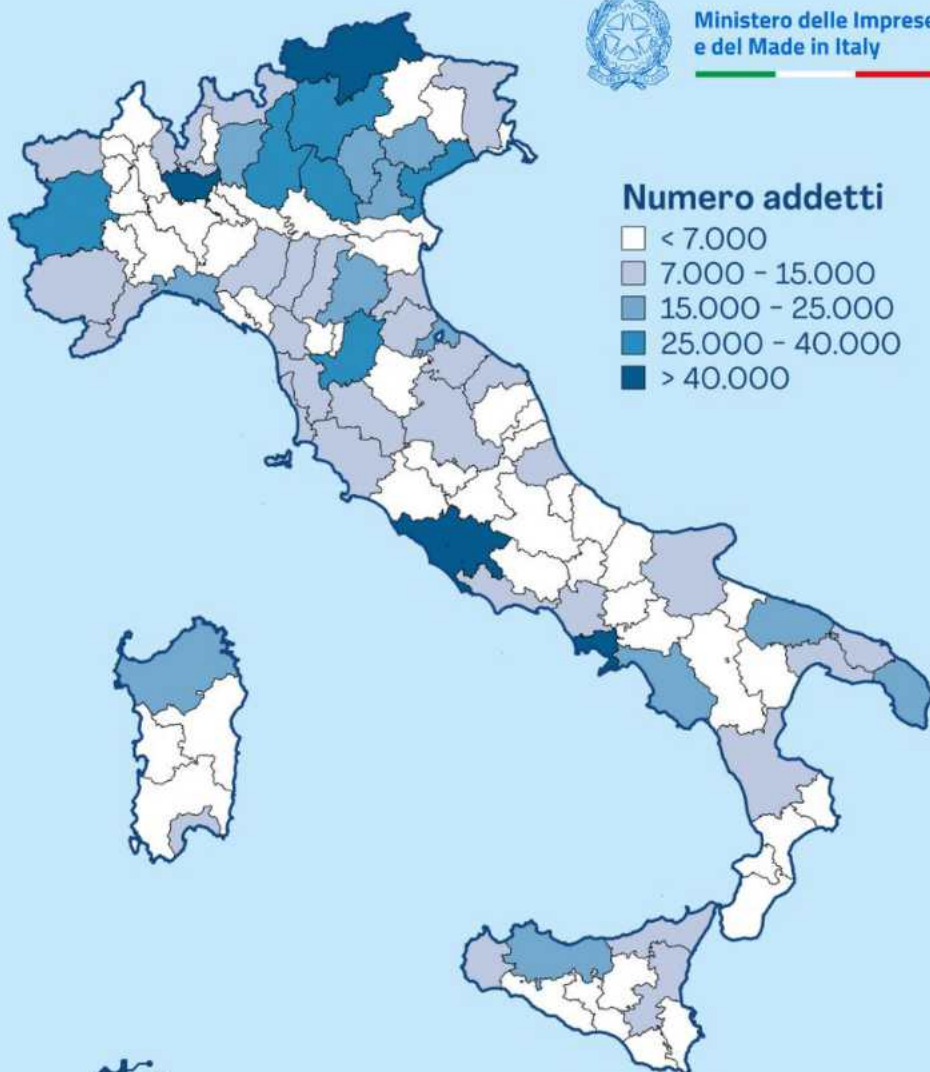 Ministero delle Imprese
e del Made in Italy
Numero addetti
< 7.000
7.000 - 15.000
15.000 - 25.000
25.000 - 40.000
> 40.000